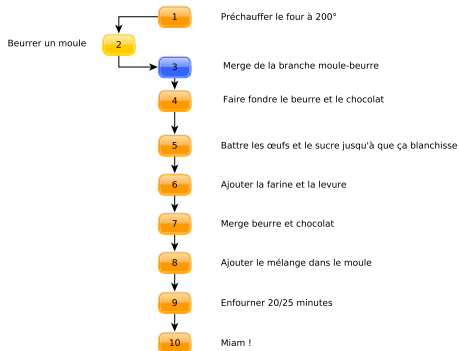 1 Préchauffer le four à 200°
Beurrer un moule 2
3 Merge de la branche moule-beurre
4 Faire fondre le beurre et le chocolat
5 Battre les œufs et le sucre jusqu'à que ça blanchisse
6 Ajouter la farine et la levure
7 Merge beurre et chocolat
8 Ajouter le mélange dans le moule
9 Enfourner 20/25 minutes
10 Miam !